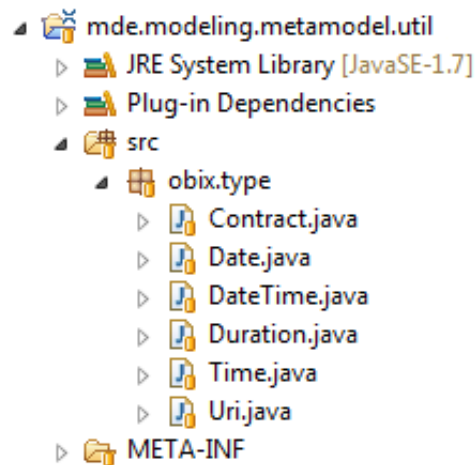 mde.modeling.metamodel.util
JRE System Library [JavaSE-1.7]
Plug-in Dependencies
src
obix.type
Contract.java
Date.java
DateTime.java
Duration.java
Time.java
Uri.java
META-INF